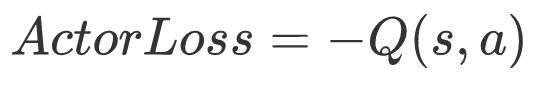 ActorLoss = −Q(s, a)